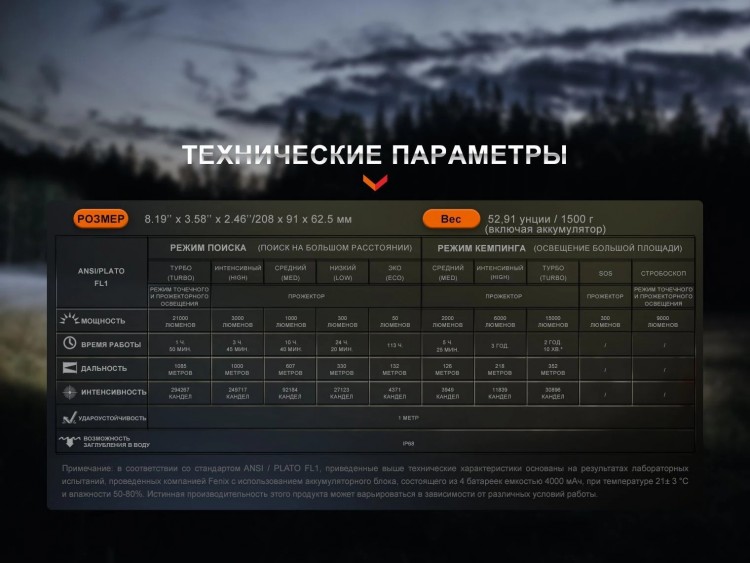 ТЕХНИЧЕСКИЕ ПАРАМЕТРЫ
РОЗМЕР 8.19'' x 3.58'' x 2.46''/208 x 91 x 62.5 мм Вес 52,91 унции / 1500 г
(включая аккумулятор)
ANSI/PLATO FL1 РЕЖИМ ПОИСКА (ПОИСК НА БОЛЬШОМ РАССТОЯНИИ) РЕЖИМ КЕМПИНГА (ОСВЕЩЕНИЕ БОЛЬШОЙ ПЛОЩАДИ)
ТУРБО (TURBO) ИНТЕНСИВНЫЙ (HIGH) СРЕДНИЙ (MED) НИЗКИЙ (LOW) ЭКО (ECO) СРЕДНИЙ (MED) ИНТЕНСИВНЫЙ (HIGH) ТУРБО (TURBO) SOS СТРОБОСКОП
РЕЖИМ ТОЧЕЧНОГО И ПРОЖЕКТОРНОГО ОСВЕЩЕНИЯ ПРОЖЕКТОР ПРОЖЕКТОР ПРОЖЕКТОР РЕЖИМ ТОЧЕЧНОГО И ПРОЖЕКТОРНОГО ОСВЕЩЕНИЯ
МОЩНОСТЬ 21000 ЛЮМЕНОВ 3000 ЛЮМЕНОВ 1000 ЛЮМЕНОВ 300 ЛЮМЕНОВ 50 ЛЮМЕНОВ 2000 ЛЮМЕНОВ 6000 ЛЮМЕНОВ 15000 ЛЮМЕНОВ 300 ЛЮМЕНОВ 9000 ЛЮМЕНОВ
ВРЕМЯ РАБОТЫ 1 Ч 50 МИН. 3 Ч 45 МИН. 10 Ч 40 МИН. 24 Ч 20 МИН. 113 Ч. 5 Ч 25 МИН. 3 ГОД. 2 ГОД 10 ХВ.* / /
ДАЛЬНОСТЬ 1085 МЕТРОВ 1000 МЕТРОВ 607 МЕТРОВ 330 МЕТРОВ 132 МЕТРОВ 126 МЕТРОВ 218 МЕТРОВ 352 МЕТРОВ / /
ИНТЕНСИВНОСТЬ 294267 КАНДЕЛ 249717 КАНДЕЛ 92184 КАНДЕЛ 27123 КАНДЕЛ 4371 КАНДЕЛ 3949 КАНДЕЛ 11839 КАНДЕЛ 30896 КАНДЕЛ / /
УДАРОУСТОЙЧИВОСТЬ 1 МЕТР
ВОЗМОЖНОСТЬ ЗАГЛУБЛЕНИЯ В ВОДУ IP68
Примечание: в соответствии со стандартом ANSI / PLATO FL1, приведенные выше технические характеристики основаны на результатах лабораторных
испытаний, проведенных компанией Fenix с использованием аккумуляторного блока, состоящего из 4 батареек емкостью 4000 мАч, при температуре 21± 3 °C
и влажности 50-80%. Истинная производительность этого продукта может варьироваться в зависимости от различных условий работы.